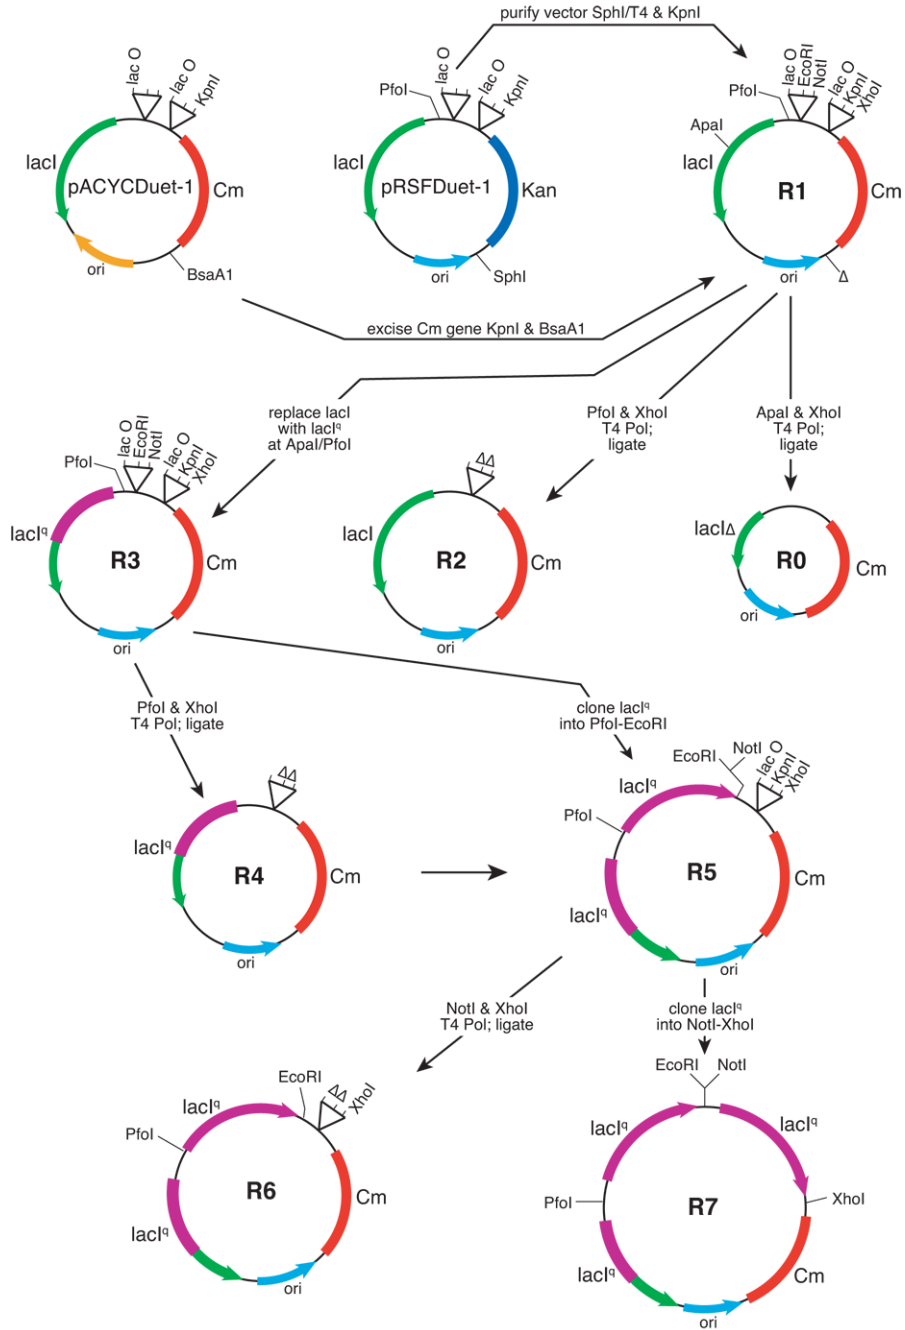 purify vector SphI/T4 & KpnI
lac O
lac O
KpnI
lacI
pACYCDuet-1
Cm
ori
BsaA1
PfoI
lac O
lac O
KpnI
lacI
pRSFDuet-1
Kan
ori
SphI
PfoI
lac O
EcoRI
NotI
lac O
KpnI
XhoI
ApaI
lacI
R1
Cm
ori
Δ
excise Cm gene KpnI & BsaA1
replace lacI
with lacIq
at ApaI/PfoI
PfoI & XhoI
T4 Pol;
ligate
ApaI & XhoI
T4 Pol;
ligate
PfoI
lac O
EcoRI
NotI
lac O
KpnI
XhoI
lacIq
R3
Cm
ori
ΔΔ
lacI
R2
Cm
ori
lacIΔ
R0
Cm
ori
PfoI & XhoI
T4 Pol; ligate
clone lacIq
into PfoI-EcoRI
ΔΔ
lacIq
R4
Cm
ori
EcoRI
NotI
lac O
KpnI
XhoI
lacIq
PfoI
R5
Cm
lacIq
ori
NotI & XhoI
T4 Pol; ligate
clone lacIq
into NotI-XhoI
EcoRI
ΔΔ
XhoI
lacIq
PfoI
R6
Cm
lacIq
ori
EcoRI
NotI
lacIq
lacIq
PfoI
R7
XhoI
lacIq
Cm
ori